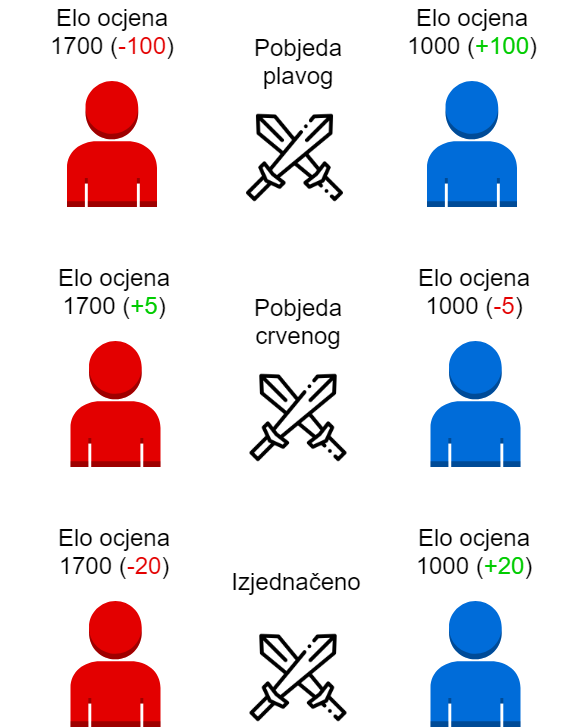 Elo ocjena
1700 (-100)
Pobjeda
plavog
Elo ocjena
1000 (+100)
Elo ocjena
1700 (+5)
Pobjeda
crvenog
Elo ocjena
1000 (-5)
Elo ocjena
1700 (-20)
Izjednačeno
Elo ocjena
1000 (+20)